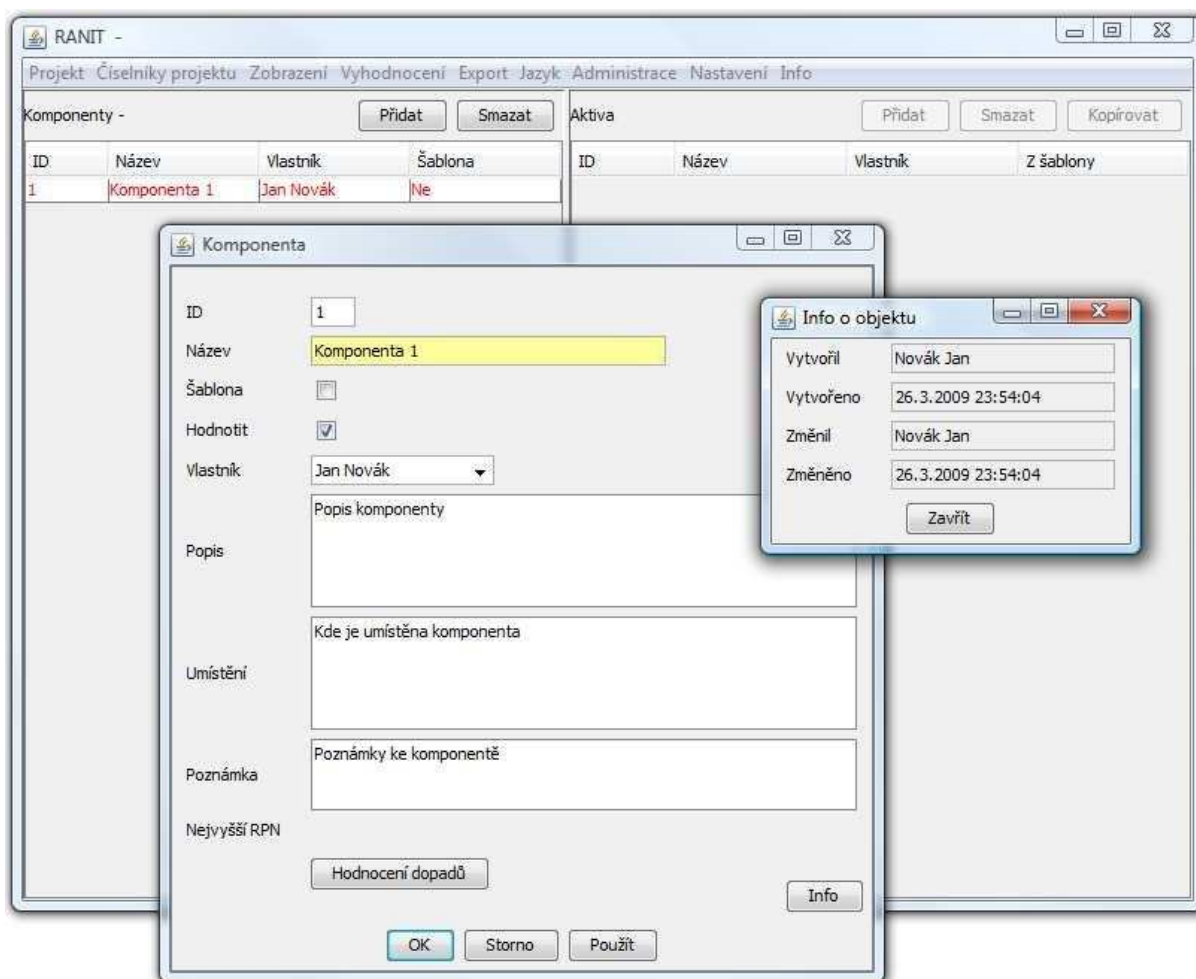 RANIT -
Projekt Číselníky projektu Zobrazení Vyhodnocení Export Jazyk Administrace Nastavení Info
Komponenty - Přidat Smazat Aktiva Přidat Smazat Kopírovat
ID Název Vlastník Šablona ID Název Vlastník Z šablony
1 Komponenta 1 Jan Novák Ne
Komponenta
ID 1
Název Komponenta 1
Šablona
Hodnotit
Vlastník Jan Novák
Popis Popis komponenty
Umístění Kde je umístěna komponenta
Poznámka Poznámky ke komponentě
Nejvyšší RPN
Hodnocení dopadů
Info
OK Storno Použít
Info o objektu
Vytvořil Novák Jan
Vytvořeno 26.3.2009 23:54:04
Změnil Novák Jan
Změněno 26.3.2009 23:54:04
Zavřít